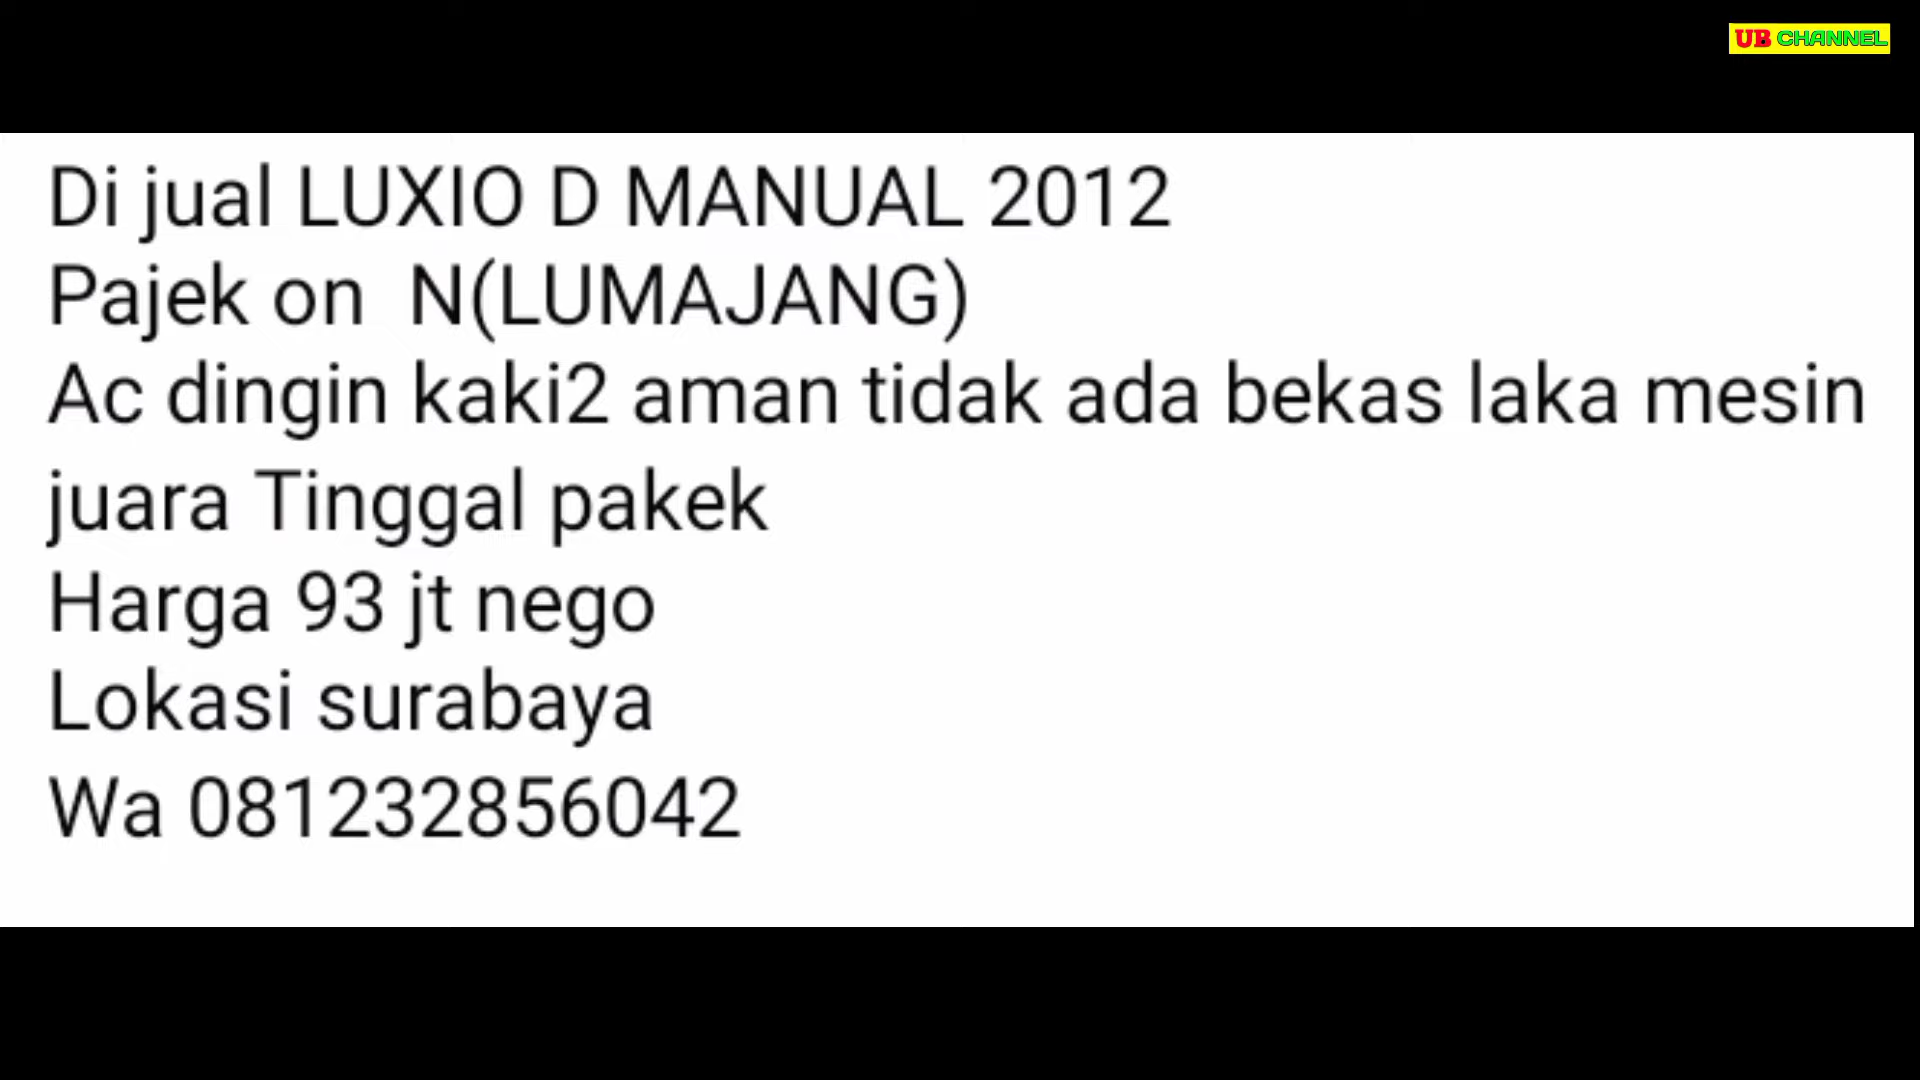 UB CHANNEL
Di jual LUXIO D MANUAL 2012
Pajek on  N(LUMAJANG)
Ac dingin kaki2 aman tidak ada bekas laka mesin
juara Tinggal pakek
Harga 93 jt nego
Lokasi surabaya
Wa 081232856042